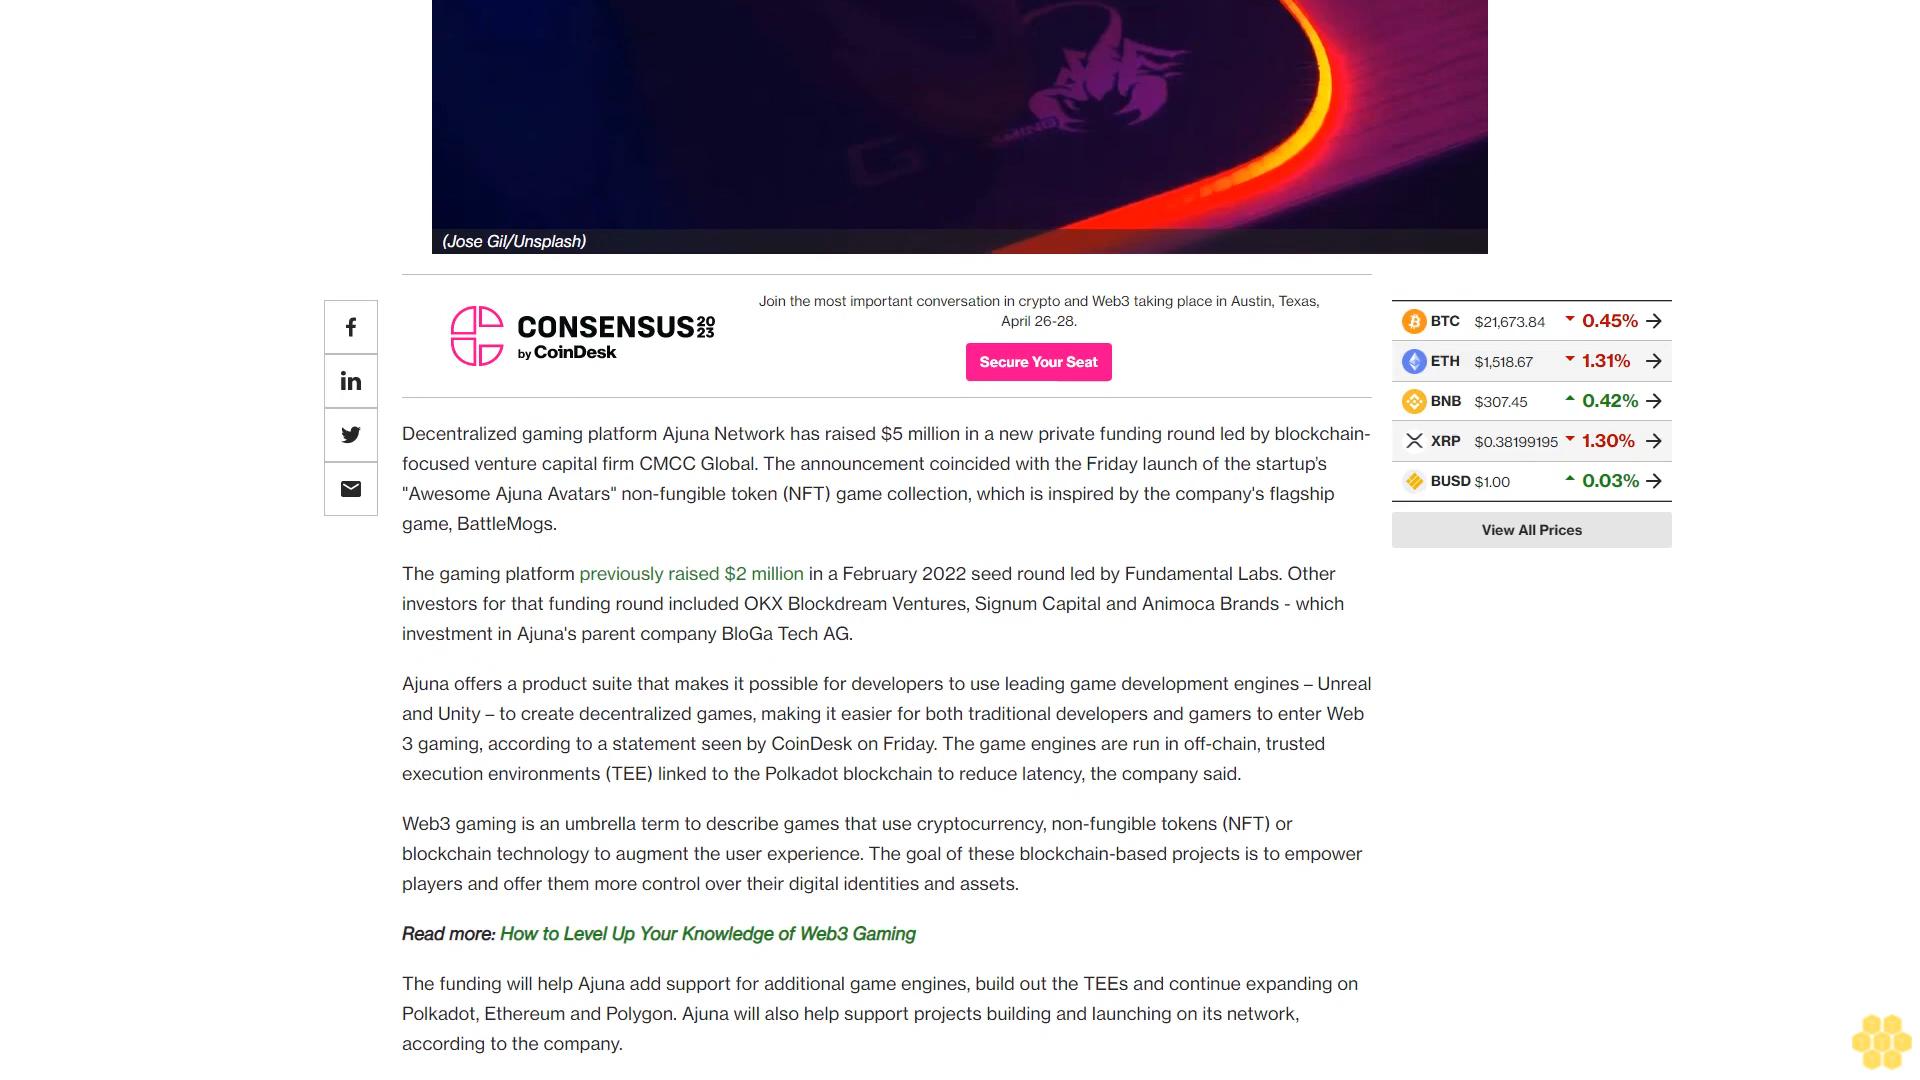 (Jose Gil/Unsplash)
CONSENSUS 2023
by CoinDesk
Join the most important conversation in crypto and Web3 taking place in Austin, Texas,
April 26-28.
Secure Your Seat
BTC $21,673.84 0.45%
ETH $1,518.67 1.31%
BNB $307.45 0.42%
XRP $0.38199195 1.30%
BUSD $1.00 0.03%
View All Prices
Decentralized gaming platform Ajuna Network has raised $5 million in a new private funding round led by blockchain-
focused venture capital firm CMCC Global. The announcement coincided with the Friday launch of the startup’s
"Awesome Ajuna Avatars" non-fungible token (NFT) game collection, which is inspired by the company's flagship
game, BattleMogs.
The gaming platform previously raised $2 million in a February 2022 seed round led by Fundamental Labs. Other
investors for that funding round included OKX Blockdream Ventures, Signum Capital and Animoca Brands - which
investment in Ajuna's parent company BloGa Tech AG.
Ajuna offers a product suite that makes it possible for developers to use leading game development engines – Unreal
and Unity – to create decentralized games, making it easier for both traditional developers and gamers to enter Web
3 gaming, according to a statement seen by CoinDesk on Friday. The game engines are run in off-chain, trusted
execution environments (TEE) linked to the Polkadot blockchain to reduce latency, the company said.
Web3 gaming is an umbrella term to describe games that use cryptocurrency, non-fungible tokens (NFT) or
blockchain technology to augment the user experience. The goal of these blockchain-based projects is to empower
players and offer them more control over their digital identities and assets.
Read more: How to Level Up Your Knowledge of Web3 Gaming
The funding will help Ajuna add support for additional game engines, build out the TEEs and continue expanding on
Polkadot, Ethereum and Polygon. Ajuna will also help support projects building and launching on its network,
according to the company.